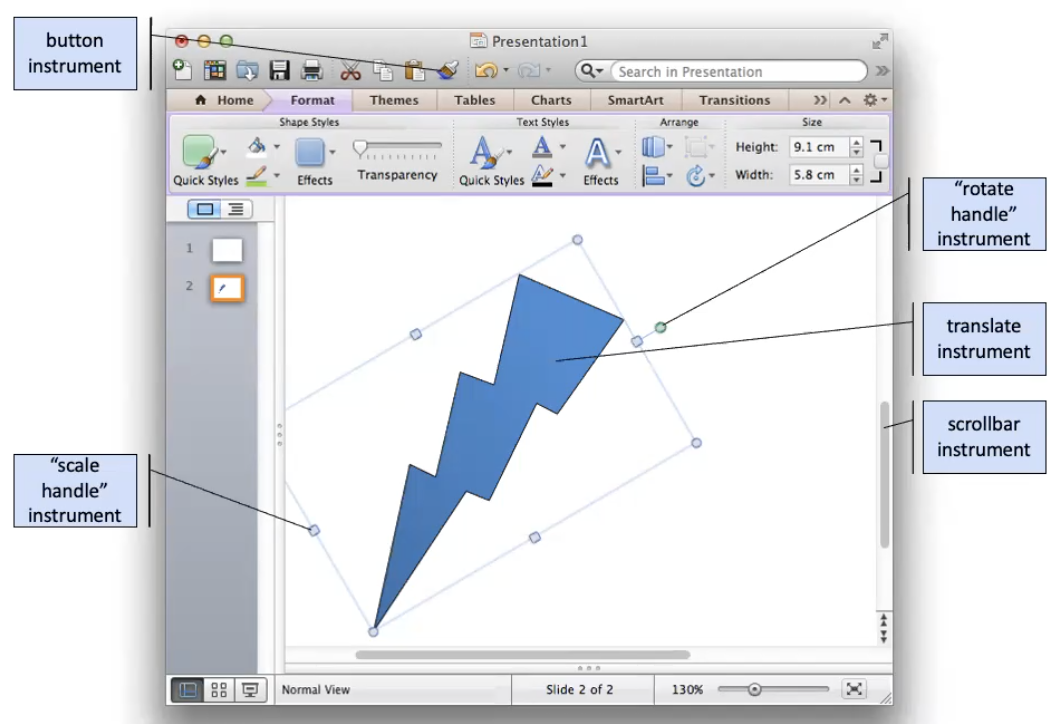 button
instrument
Presentation1
Search in Presentation
Home
Format
Themes
Tables
Charts
SmartArt
Transitions
Shape Styles
Text Styles
Arrange
Size
Quick Styles
Effects
Transparency
Quick Styles
Effects
Height: 9.1 cm
Width: 5.8 cm
"rotate
handle"
instrument
1
2
translate
instrument
scrollbar
instrument
"scale
handle"
instrument
Normal View
Slide 2 of 2
130%